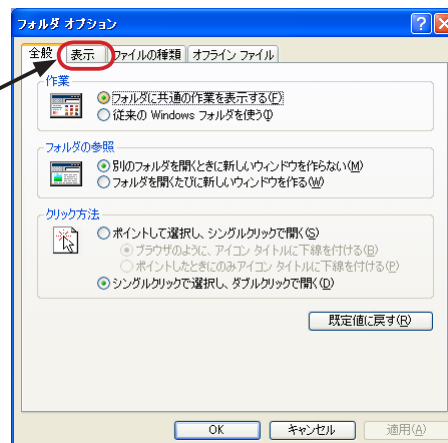 フォルダ オプション
全般 表示 ファイルの種類 オフライン ファイル
作業
フォルダに共通の作業を表示する(F)
従来の Windows フォルダを使う(I)
フォルダの参照
別のフォルダを開くときに新しいウィンドウを作らない(M)
フォルダを開くたびに新しいウィンドウを作る(W)
クリック方法
ポイントして選択し、シングルクリックで開く(S)
ブラウザのように、アイコン タイトルに下線を付ける(B)
ポイントしたときにのみアイコン タイトルに下線を付ける(P)
シングルクリックで選択し、ダブルクリックで開く(D)
既定値に戻す(R)
OK キャンセル 適用(A)